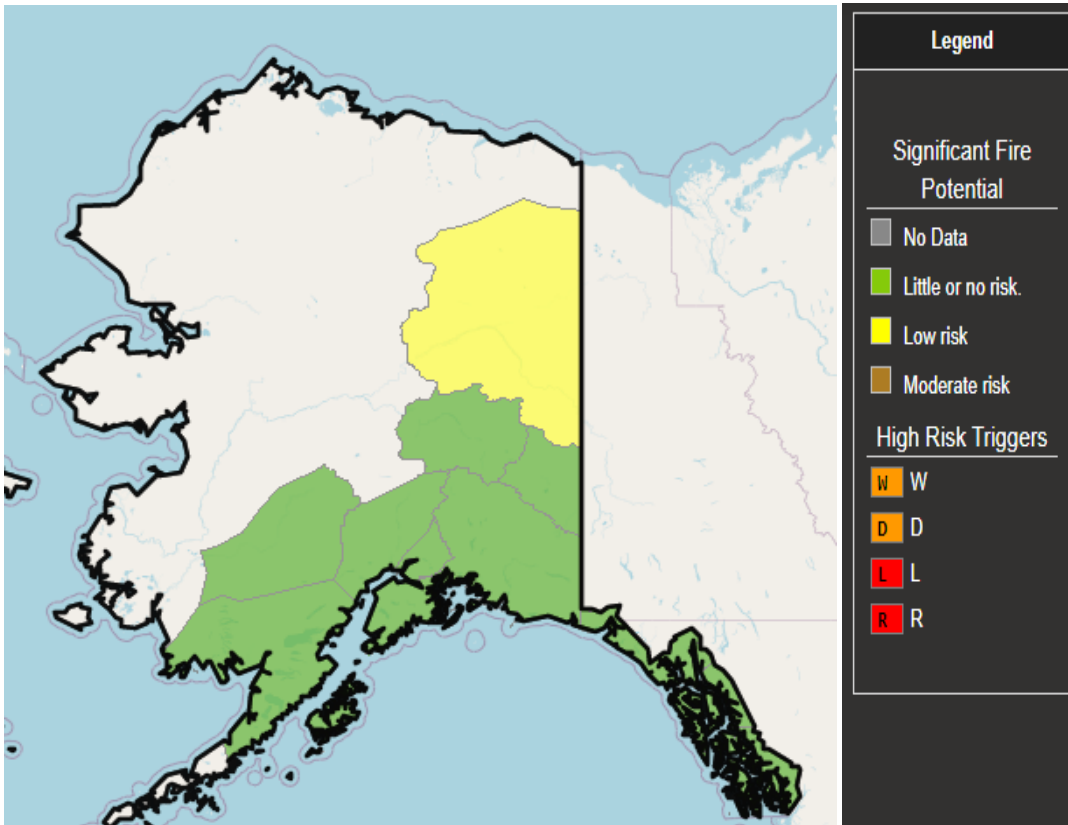 Legend
Significant Fire
Potential
No Data
Little or no risk.
Low risk
Moderate risk
High Risk Triggers
W W
D D
L L
R R